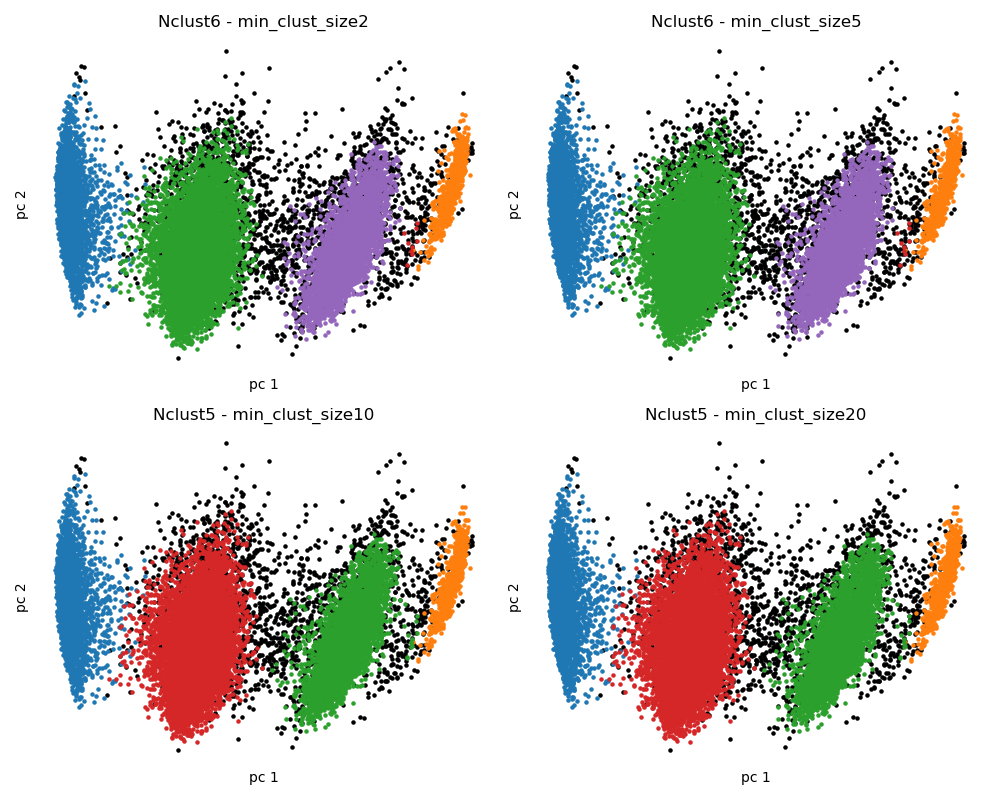 Nclust6 - min_clust_size2
Nclust6 - min_clust_size5
pc 2
pc 2
pc 1
pc 1
Nclust5 - min_clust_size10
Nclust5 - min_clust_size20
pc 2
pc 2
pc 1
pc 1